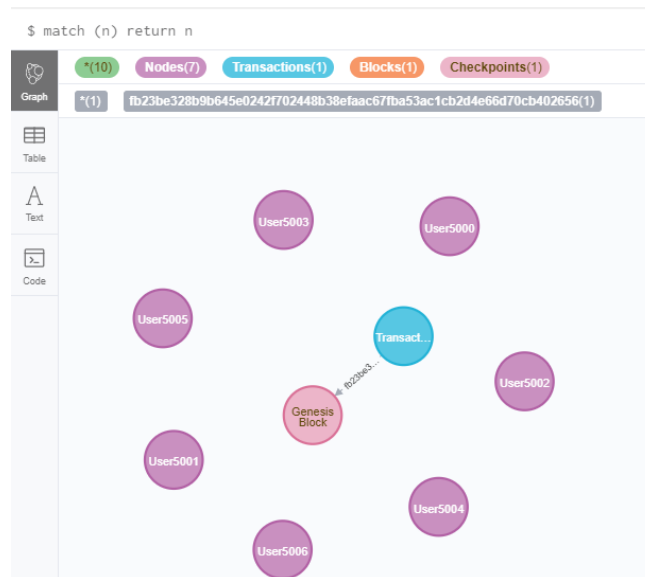 $ match (n) return n
*(10) Nodes(7) Transactions(1) Blocks(1) Checkpoints(1)
*(1) fb23be328b9b645e0242f702448b38efaac67fba53ac1cb2d4e66d70cb402656(1)
Graph
Table
Text
Code
User5003
User5000
User5005
Transact...
fb23be3...
User5002
Genesis
Block
User5001
User5004
User5006